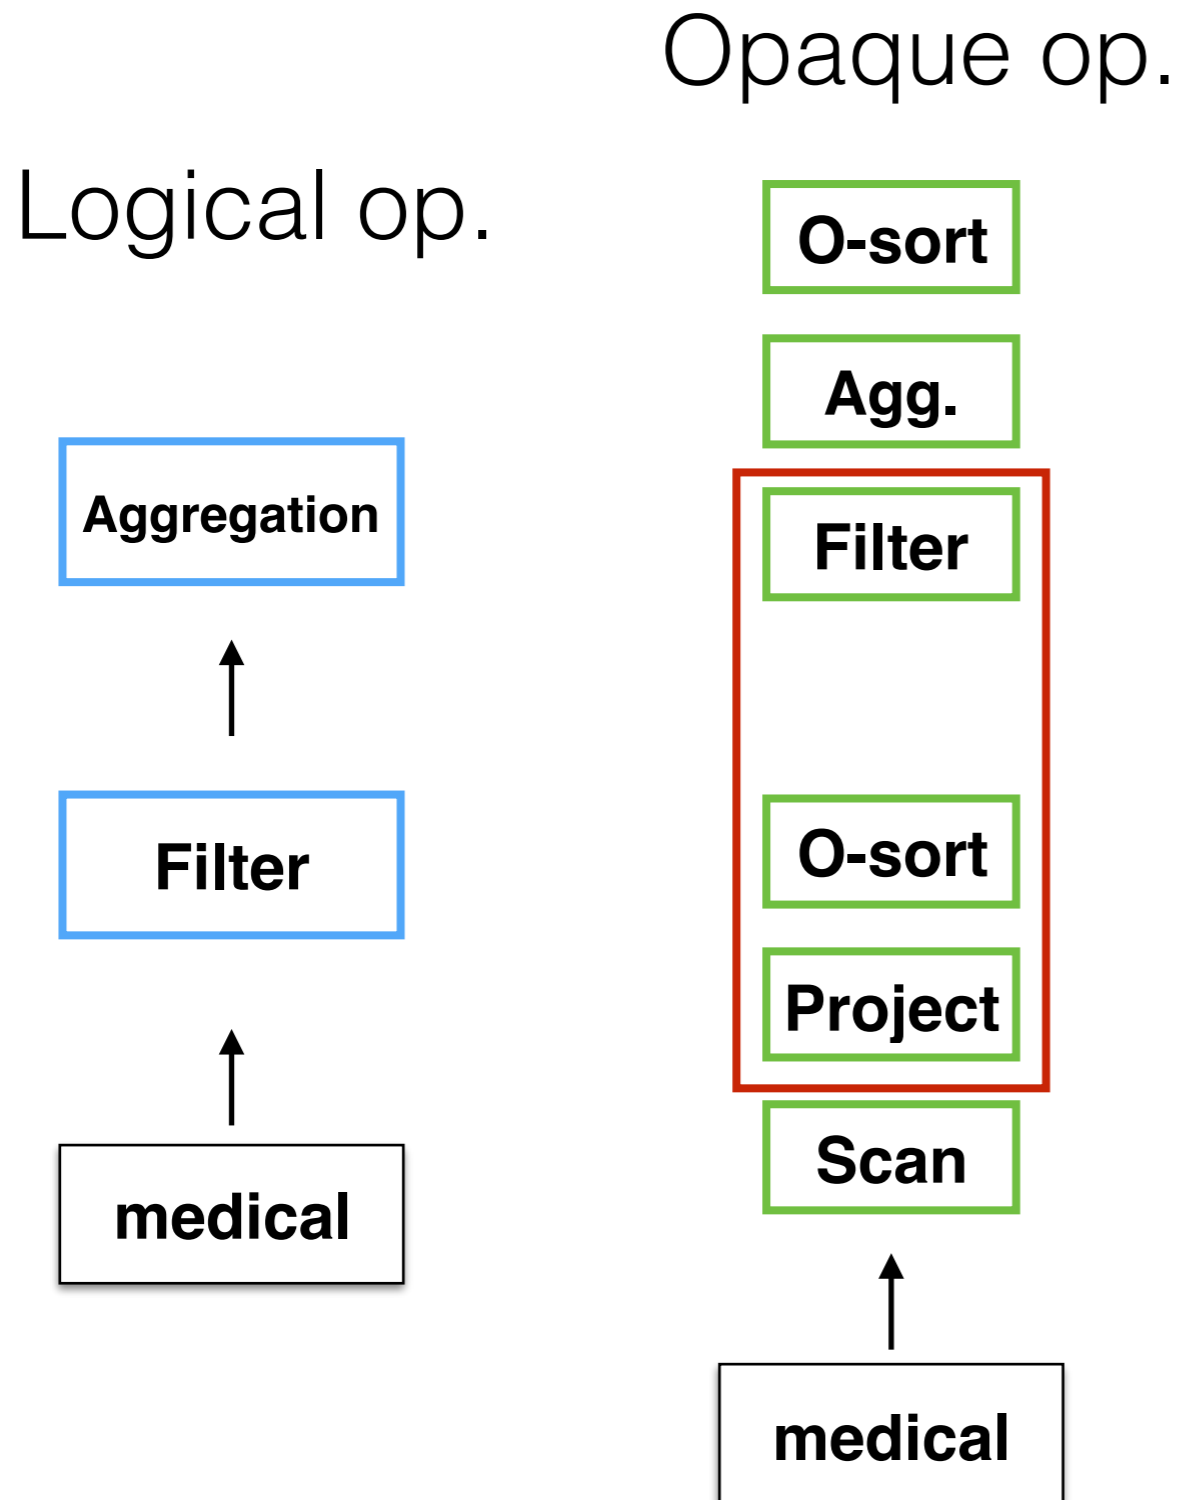 Logical op.
Aggregation
Filter
medical
Opaque op.
O-sort
Agg.
Filter
O-sort
Project
Scan
medical